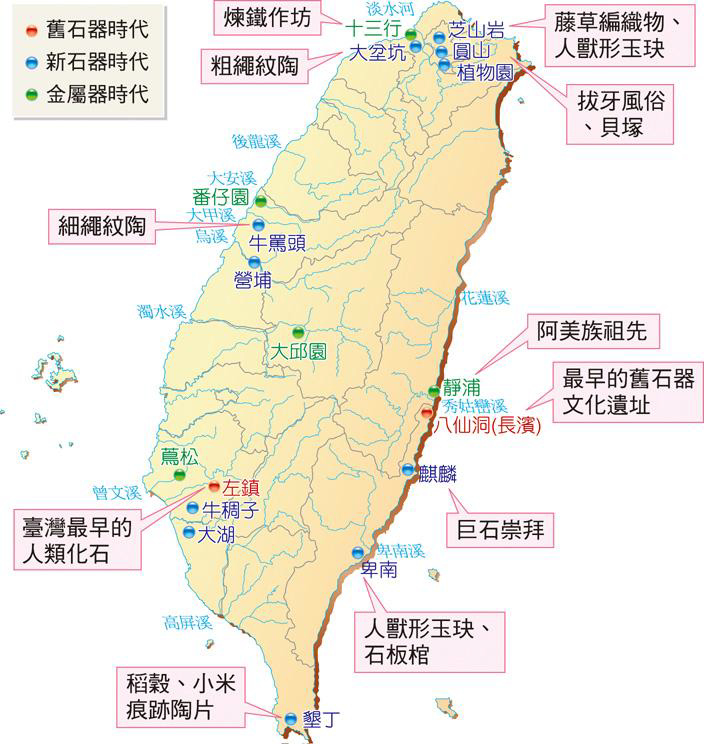 舊石器時代
新石器時代
金屬器時代
煉鐵作坊
淡水河
十三行
大坌坑
粗繩紋陶
芝山岩
圓山
植物園
藤草編織物、
人獸形玉玦
拔牙風俗
、貝塚
後龍溪
大安溪
番仔園
大甲溪
細繩紋陶
烏溪
牛罵頭
營埔
濁水溪
花蓮溪
大邱園
阿美族祖先
靜浦
秀姑巒溪
八仙洞(長濱)
最早的舊石器
文化遺址
蔦松
曾文溪
左鎮
牛稠子
大湖
臺灣最早的
人類化石
麒麟
巨石崇拜
卑南溪
卑南
人獸形玉玦、
石板棺
高屏溪
稻穀、小米
痕跡陶片
墾丁